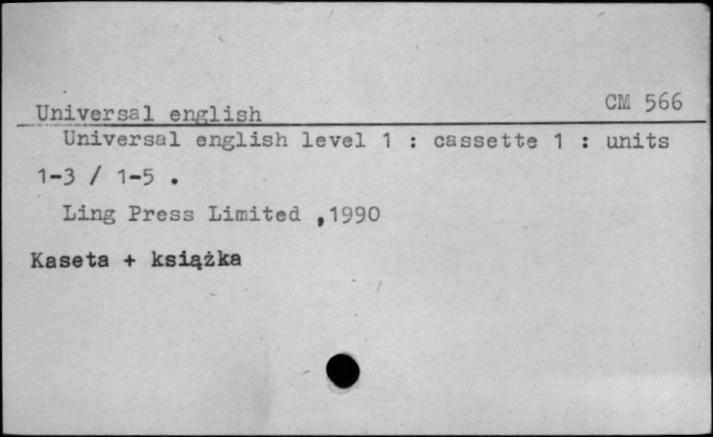 CM 566
Universal english
Universal english level 1 : cassette 1 : units
1-3 / 1-5 .
Ling Press Limited ,1990
Kaseta + książka